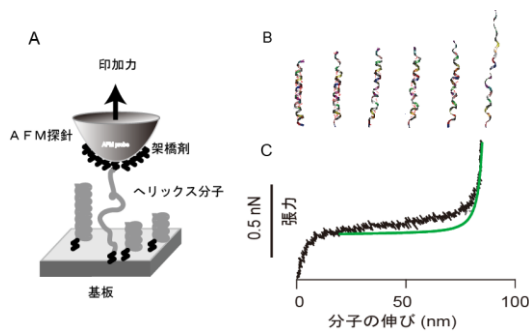 A
印加力
AFM探針
AFM probe
架橋剤
ヘリックス分子
基板
B
C
0.5 nN
張力
0
50
100
分子の伸び (nm)